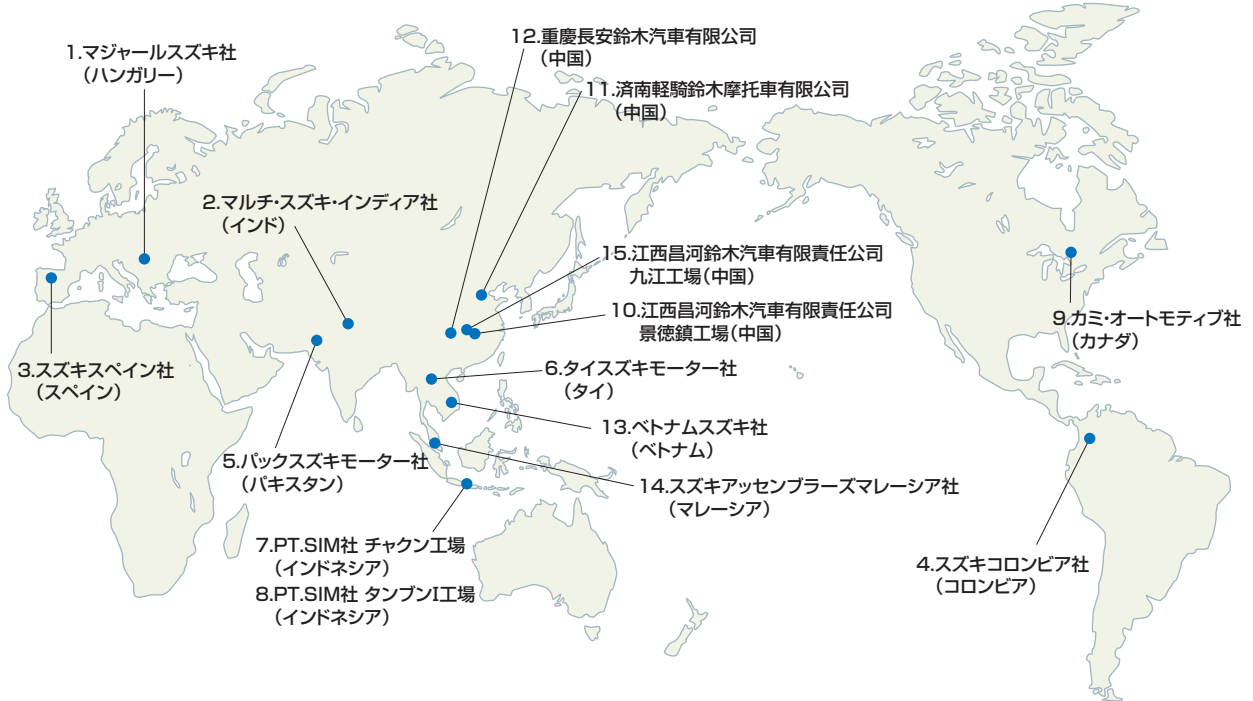 1.マジャールスズキ社
(ハンガリー)
12.重慶長安鈴木汽車有限公司
(中国)
11.済南軽騎鈴木摩托車有限公司
(中国)
2.マルチ・スズキ・インディア社
(インド)
15.江西昌河鈴木汽車有限責任公司
九江工場(中国)
10.江西昌河鈴木汽車有限責任公司
景徳鎮工場(中国)
9.カミ・オートモティブ社
(カナダ)
3.スズキスペイン社
(スペイン)
6.タイスズキモーター社
(タイ)
13.ベトナムスズキ社
(ベトナム)
5.パックスズキモーター社
(パキスタン)
14.スズキアッセンブラーズマレーシア社
(マレーシア)
7.PT.SIM社 チャクン工場
(インドネシア)
8.PT.SIM社 タンブンI工場
(インドネシア)
4.スズキコロンビア社
(コロンビア)